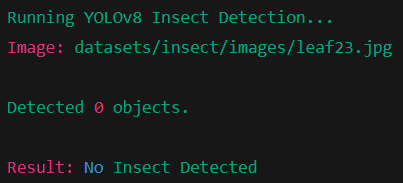 Running YOLOv8 Insect Detection...
Image: datasets/insect/images/leaf23.jpg
Detected 0 objects.
Result: No Insect Detected